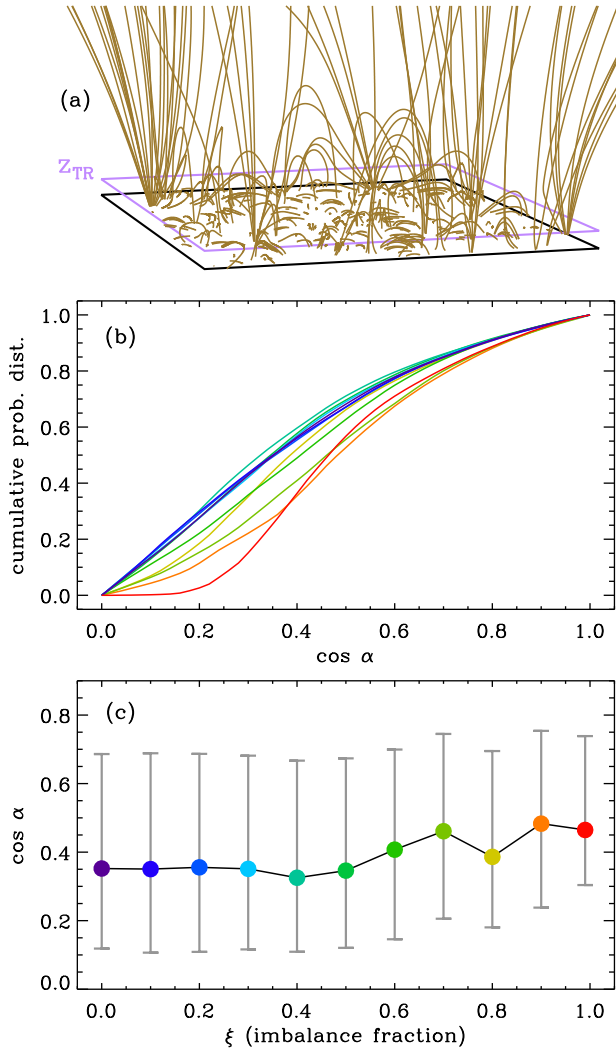 (a)
Z_TR
(b)
cumulative prob. dist.
1.0
0.8
0.6
0.4
0.2
0.0
0.0 0.2 0.4 0.6 0.8 1.0
cos α
(c)
cos α
0.8
0.6
0.4
0.2
0.0
0.0 0.2 0.4 0.6 0.8 1.0
ξ (imbalance fraction)